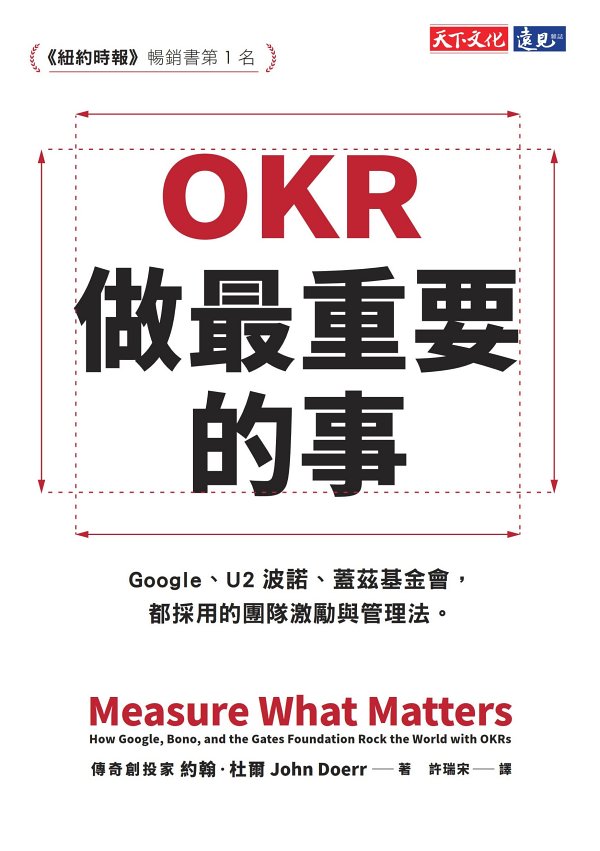 《紐約時報》暢銷書第1名
天下文化 遠見雜誌
OKR
做最重要
的事
Google、U2 波諾、蓋茲基金會，
都採用的團隊激勵與管理法。
Measure What Matters
How Google, Bono, and the Gates Foundation Rock the World with OKRs
傳奇創投家 約翰・杜爾 John Doerr —— 著 許瑞宋 —— 譯